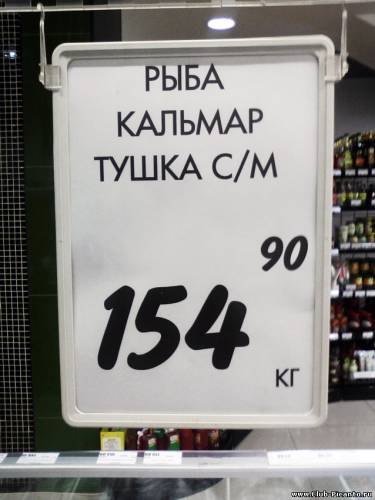 РЫБА
КАЛЬМАР
ТУШКА С/М
90
154
КГ
www.Club-Picanto.ru